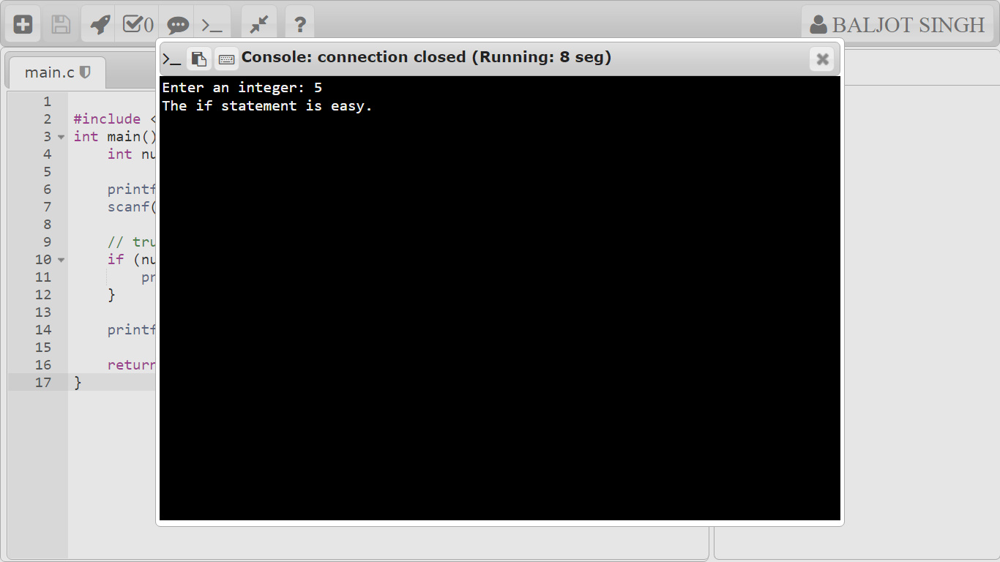 0
?
BALJOT SINGH
>_ Console: connection closed (Running: 8 seg)
main.c
Enter an integer: 5
The if statement is easy.
1
2 #include <
3 int main()
4 int nu
5
6 printf
7 scanf(
8
9 // tru
10 if (nu
11 pr
12 }
13
14 printf
15
16 return
17 }